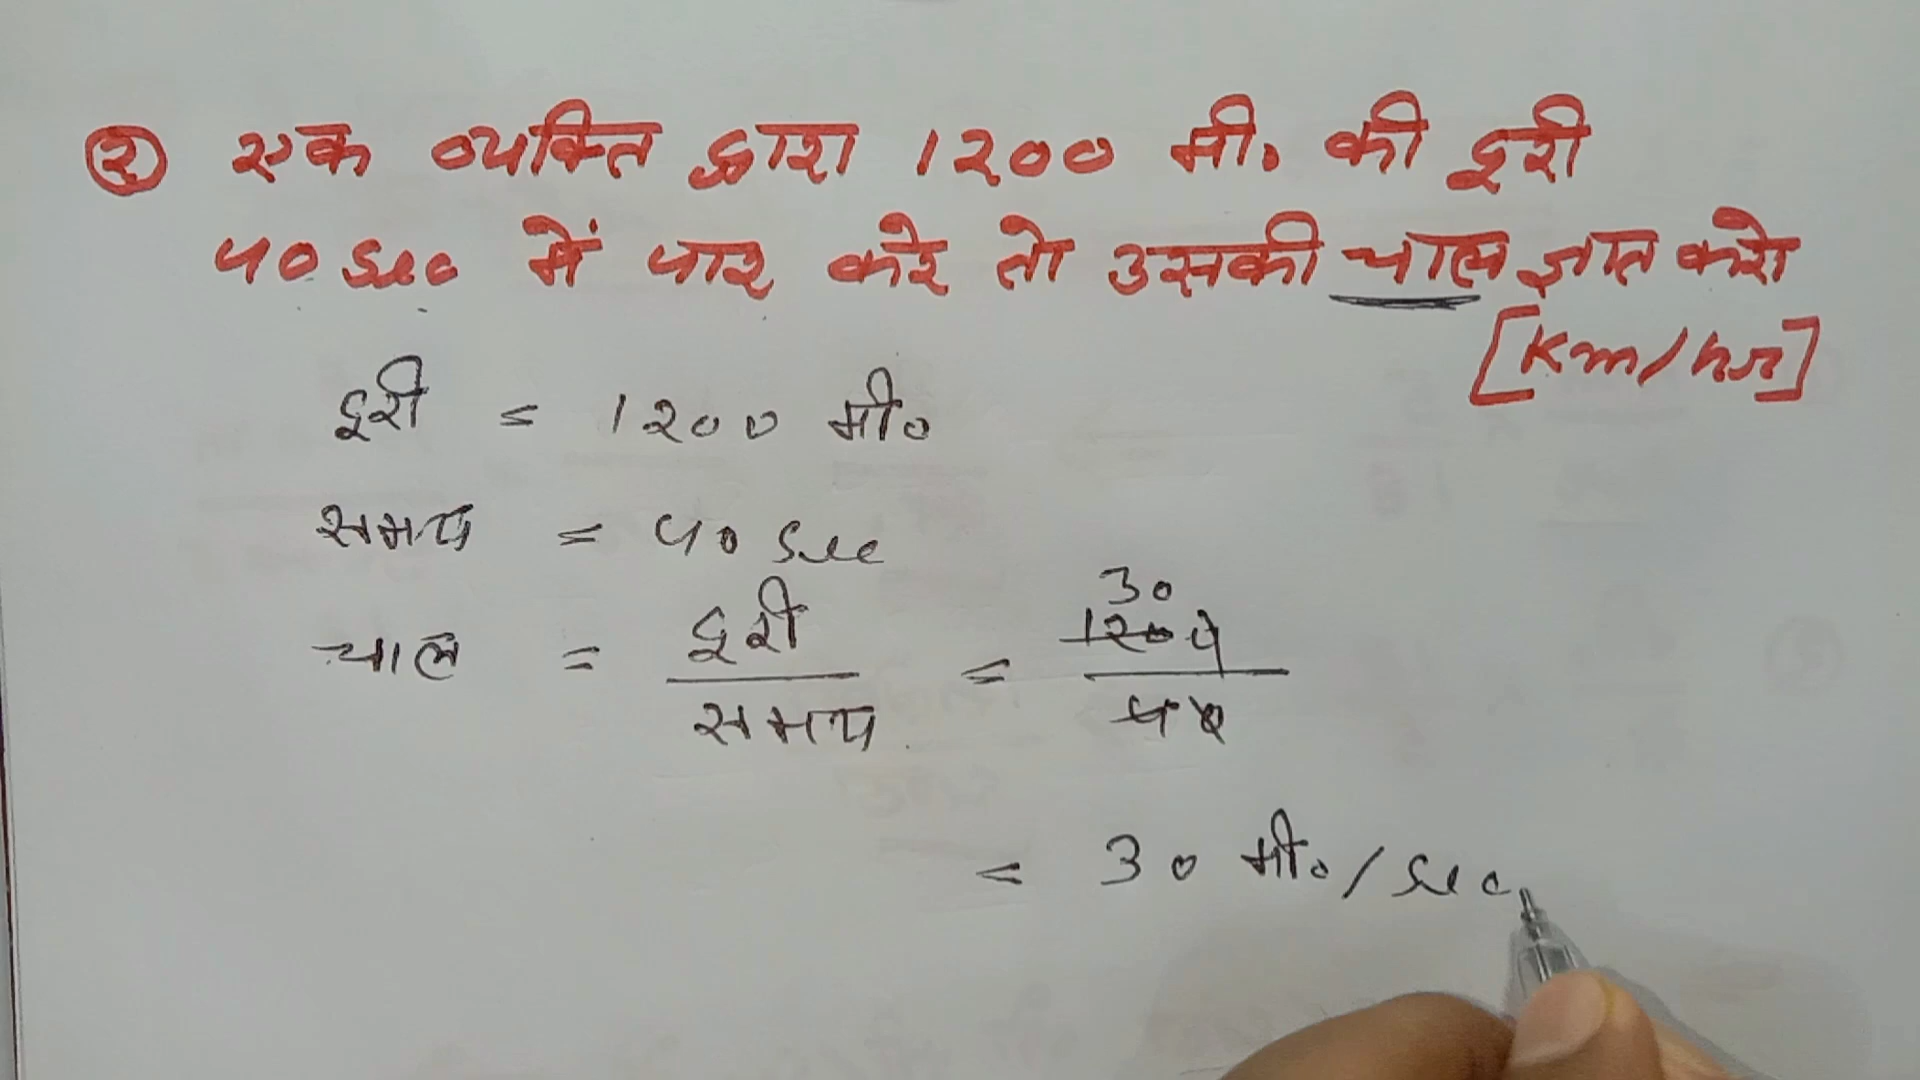 ② एक व्यक्ति द्वारा 1200 मी० की दूरी
40 Sec में पार करे तो उसकी चाल ज्ञात करो
[Km/hr]
दूरी = 1200 मी०
समय = 40 Sec
चाल = दूरी/समय = 1200/40
30
= 30 मी०/Sec